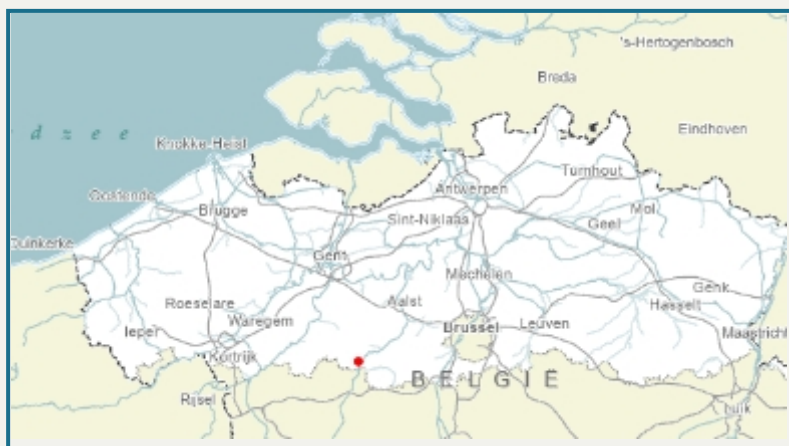 's-Hertogenbosch
Breda
Eindhoven
dzee
Knokke-Heist
Turnhout
Antwerpen
Oostende
Brugge
Sint-Niklaas
Geel
Mol
Duinkerke
Gent
Mechelen
Genk
Roeselare
Aalst
Hasselt
Ieper
Waregem
Brussel
Leuven
Maastricht
Kortrijk
BELGIË
Rijsel
Luik